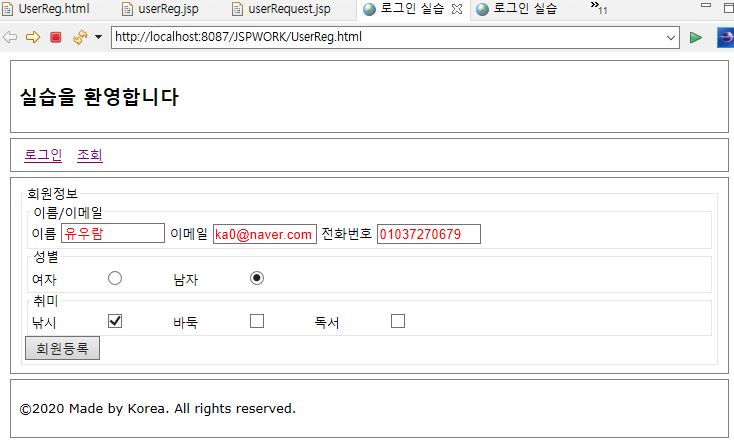 UserReg.html userReg.jsp userRequest.jsp 로그인 실습 로그인 실습 »11
http://localhost:8087/JSPWORK/UserReg.html
실습을 환영합니다
로그인 조회
회원정보
이름/이메일
이름 유우람 이메일 ka0@naver.com 전화번호 01037270679
성별
여자 남자
취미
낚시 바둑 독서
회원등록
©2020 Made by Korea. All rights reserved.